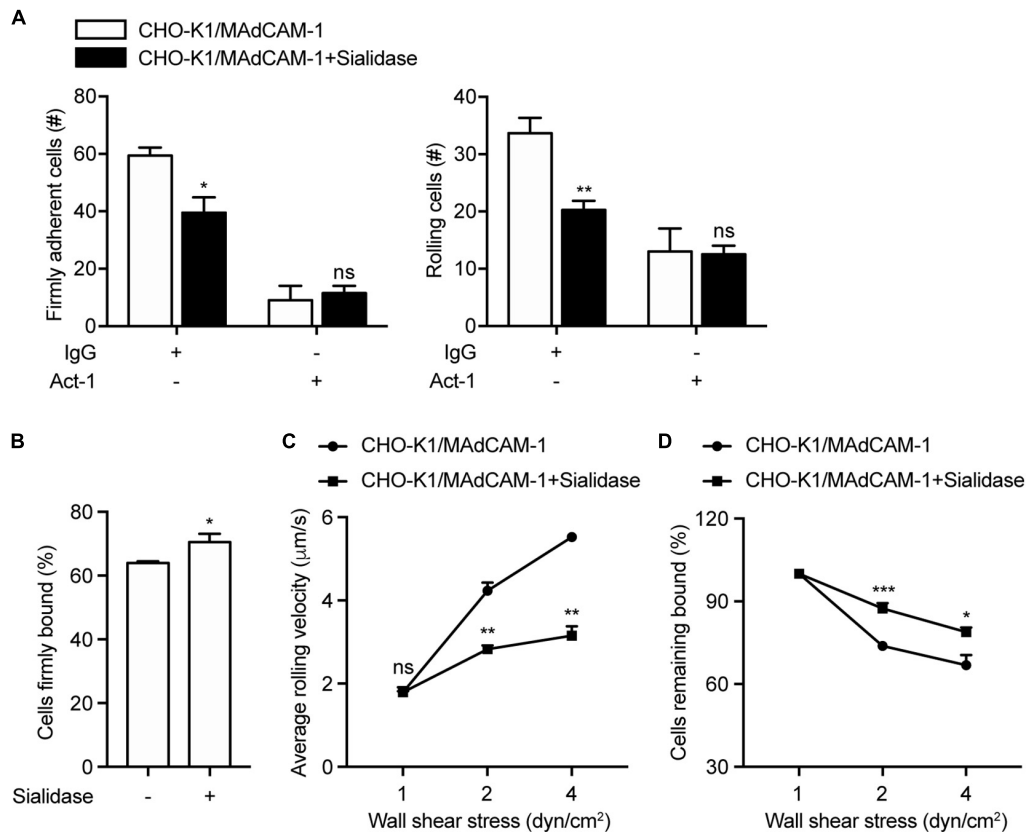 A
CHO-K1/MAdCAM-1
CHO-K1/MAdCAM-1+Sialidase
Firmly adherent cells (#)
80
60
40
20
0
*
ns
IgG + -
Act-1 - +
Rolling cells (#)
40
30
20
10
0
**
ns
IgG + -
Act-1 - +
B
Cells firmly bound (%)
80
60
40
20
0
*
Sialidase - +
C
CHO-K1/MAdCAM-1
CHO-K1/MAdCAM-1+Sialidase
Average rolling velocity (μm/s)
6
4
2
0
ns
**
**
1 2 4
Wall shear stress (dyn/cm²)
D
CHO-K1/MAdCAM-1
CHO-K1/MAdCAM-1+Sialidase
Cells remaining bound (%)
120
90
60
30
***
*
1 2 4
Wall shear stress (dyn/cm²)